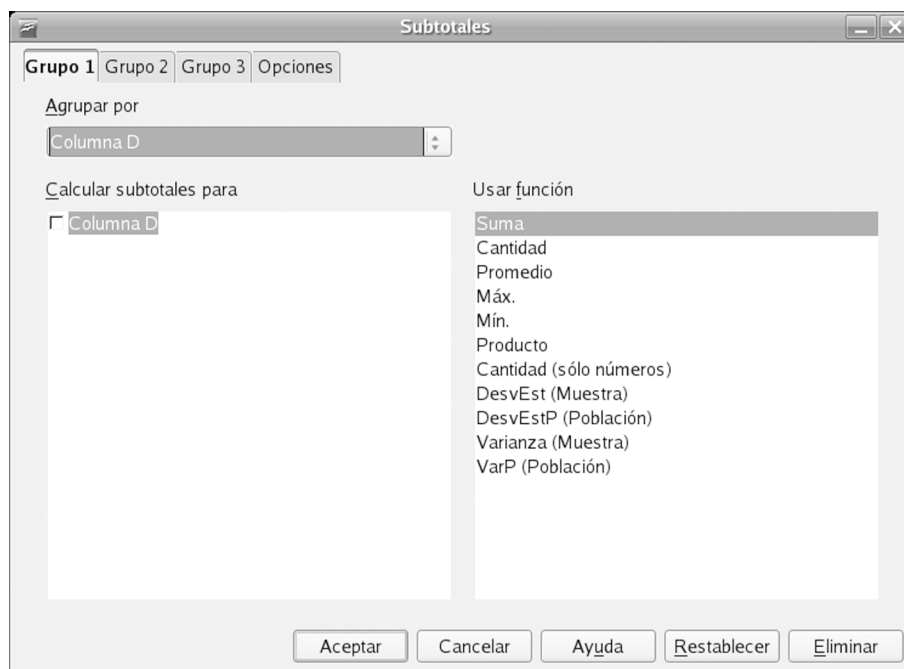 Subtotales
Grupo 1 Grupo 2 Grupo 3 Opciones
Agrupar por
Columna D
Calcular subtotales para
Columna D
Usar función
Suma
Cantidad
Promedio
Máx.
Mín.
Producto
Cantidad (sólo números)
DesvEst (Muestra)
DesvEstP (Población)
Varianza (Muestra)
VarP (Población)
Aceptar Cancelar Ayuda Restablecer Eliminar